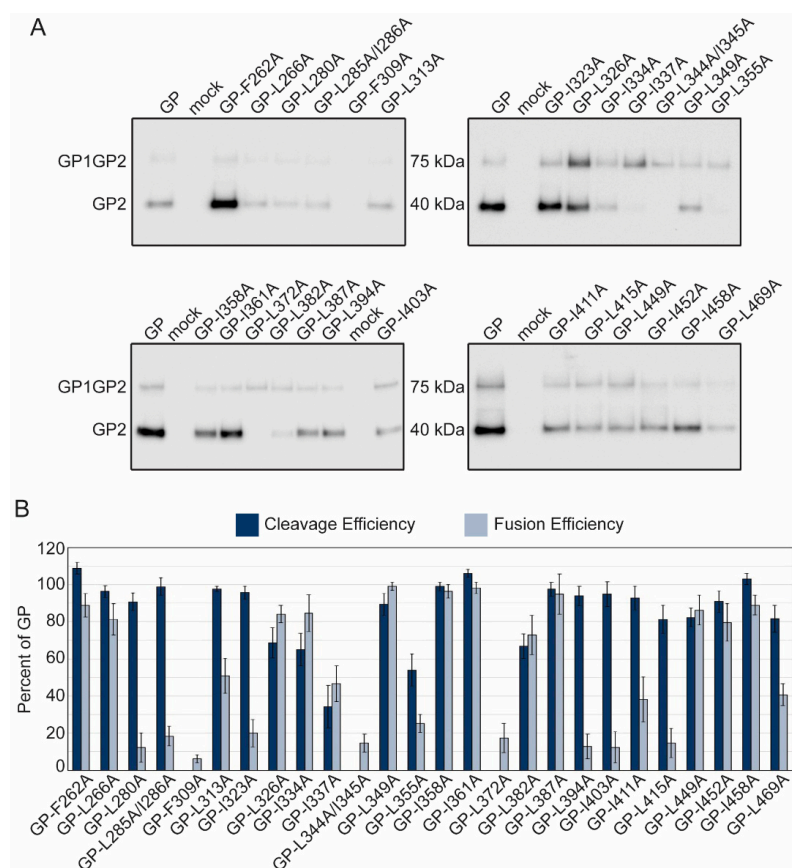 A
GP mock GP-F262A GP-L266A GP-L280A GP-L285A/I286A GP-F309A GP-L313A
GP mock GP-I323A GP-L326A GP-I334A GP-I337A GP-L344A/I345A GP-L349A GP-L355A
GP1GP2 75 kDa
GP2 40 kDa
GP mock GP-I358A GP-I361A GP-L372A GP-L382A GP-L387A GP-L394A mock GP-I403A
GP mock GP-I411A GP-L415A GP-L449A GP-I452A GP-I458A GP-L469A
GP1GP2 75 kDa
GP2 40 kDa
B
Cleavage Efficiency Fusion Efficiency
Percent of GP
120
100
80
60
40
20
0
GP-F262A GP-L266A GP-L280A GP-L285A/I286A GP-F309A GP-L313A GP-I323A GP-L326A GP-I334A GP-I337A GP-L344A/I345A GP-L349A GP-L355A GP-I358A GP-I361A GP-L372A GP-L382A GP-L387A GP-L394A GP-I403A GP-I411A GP-L415A GP-L449A GP-I452A GP-I458A GP-L469A